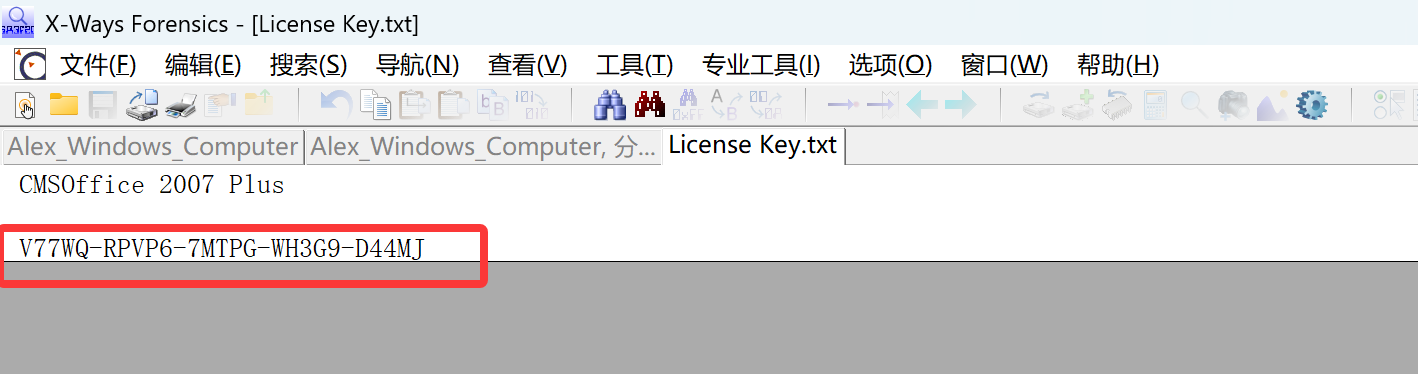 X-Ways Forensics - [License Key.txt]
文件(F) 编辑(E) 搜索(S) 导航(N) 查看(V) 工具(T) 专业工具(I) 选项(O) 窗口(W) 帮助(H)
Alex_Windows_Computer Alex_Windows_Computer, 分... License Key.txt
CMSOffice 2007 Plus
V77WQ-RPVP6-7MTPG-WH3G9-D44MJ